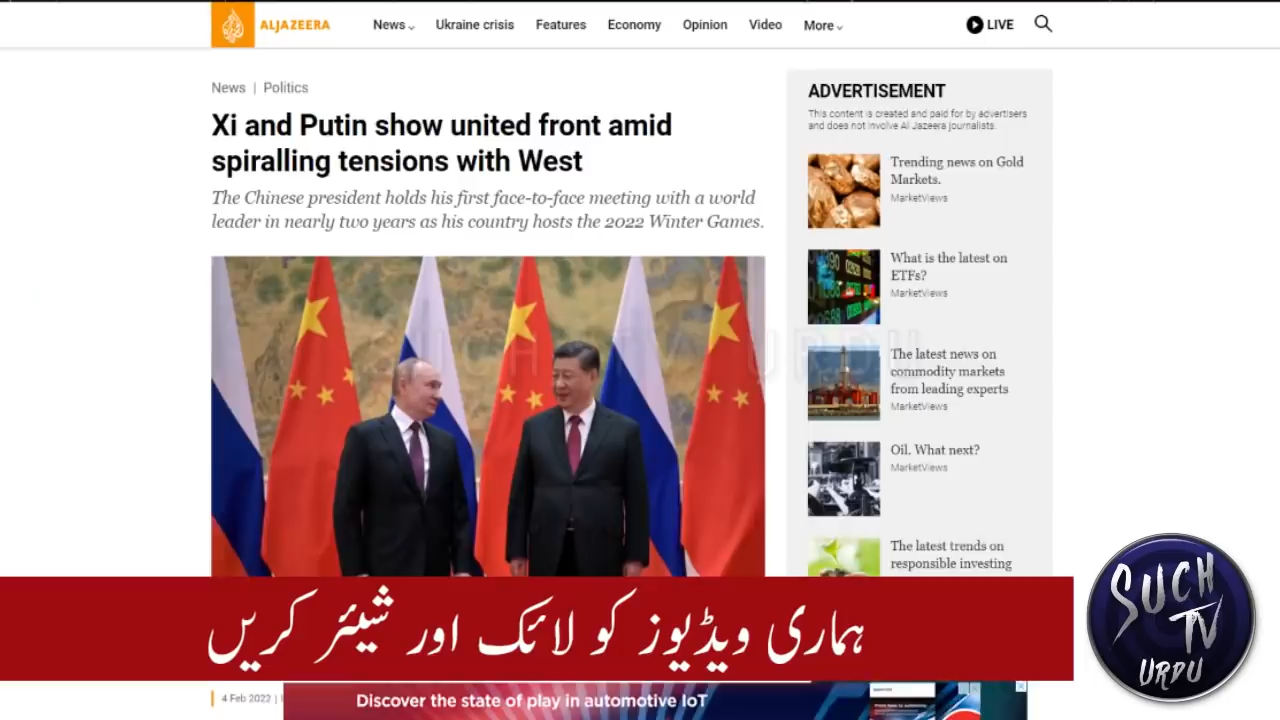 ALJAZEERA
News
Ukraine crisis
Features
Economy
Opinion
Video
More
LIVE
News | Politics
Xi and Putin show united front amid
spiralling tensions with West
The Chinese president holds his first face-to-face meeting with a world
leader in nearly two years as his country hosts the 2022 Winter Games.
ADVERTISEMENT
This content is created and paid for by advertisers
and does not involve Al Jazeera journalists.
Trending news on Gold
Markets.
MarketViews
What is the latest on
ETFs?
MarketViews
The latest news on
commodity markets
from leading experts
MarketViews
Oil. What next?
MarketViews
The latest trends on
responsible investing
SUCH TV URDU
ہماری ویڈیوز کو لائک اور شیئر کریں
SUCH
TV
URDU
4 Feb 2022 |
Discover the state of play in automotive IoT